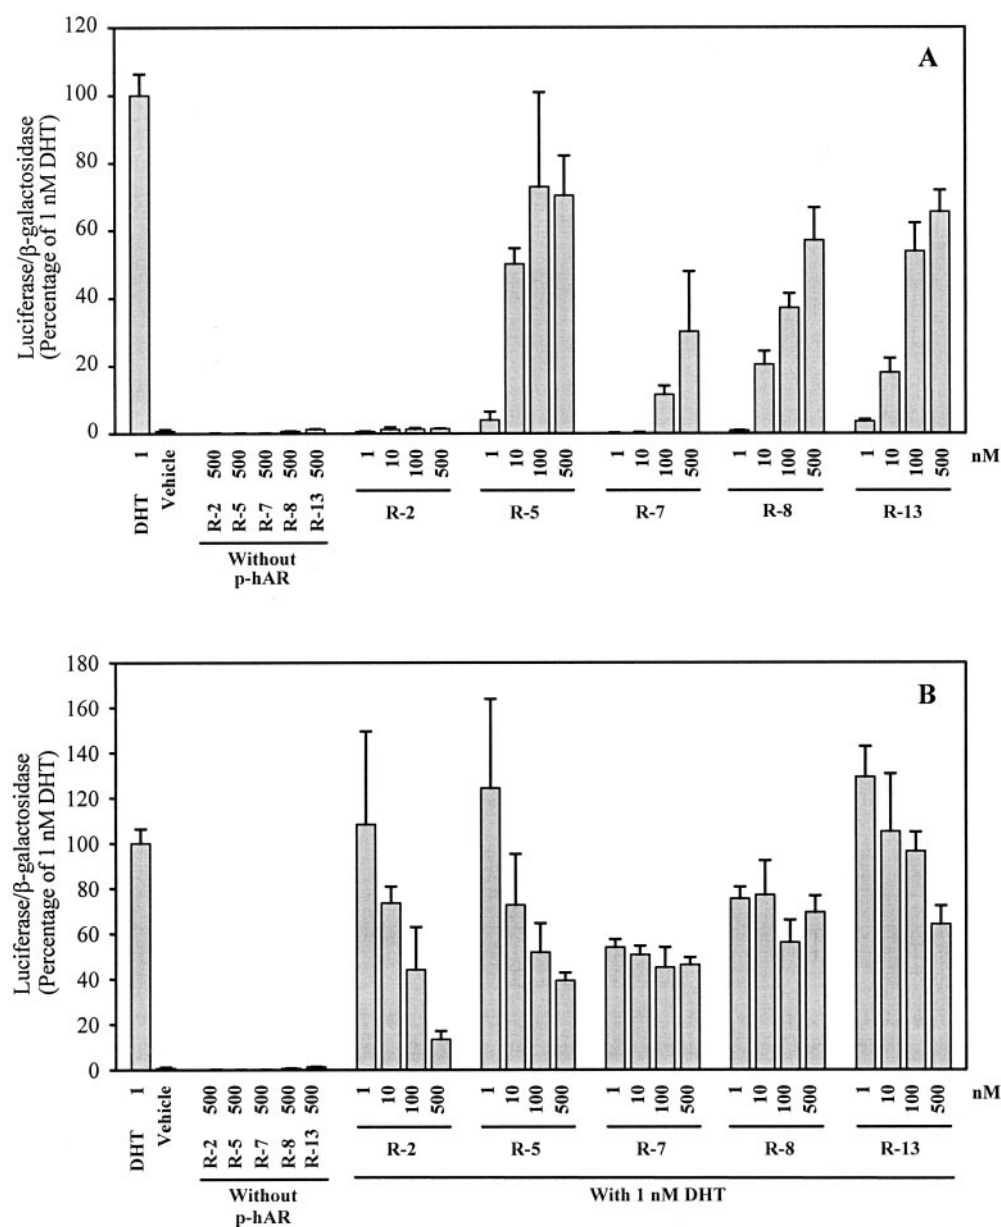 A
Luciferase/β-galactosidase
(Percentage of 1 nM DHT)
120
100
80
60
40
20
0
1 500 500 500 500 500 1 10 100 500 1 10 100 500 1 10 100 500 1 10 100 500 1 10 100 500 nM
DHT Vehicle R-2 R-5 R-7 R-8 R-13 R-2 R-5 R-7 R-8 R-13
Without
p-hAR
B
Luciferase/β-galactosidase
(Percentage of 1 nM DHT)
180
160
140
120
100
80
60
40
20
0
1 500 500 500 500 500 1 10 100 500 1 10 100 500 1 10 100 500 1 10 100 500 1 10 100 500 nM
DHT Vehicle R-2 R-5 R-7 R-8 R-13 R-2 R-5 R-7 R-8 R-13
Without With 1 nM DHT
p-hAR